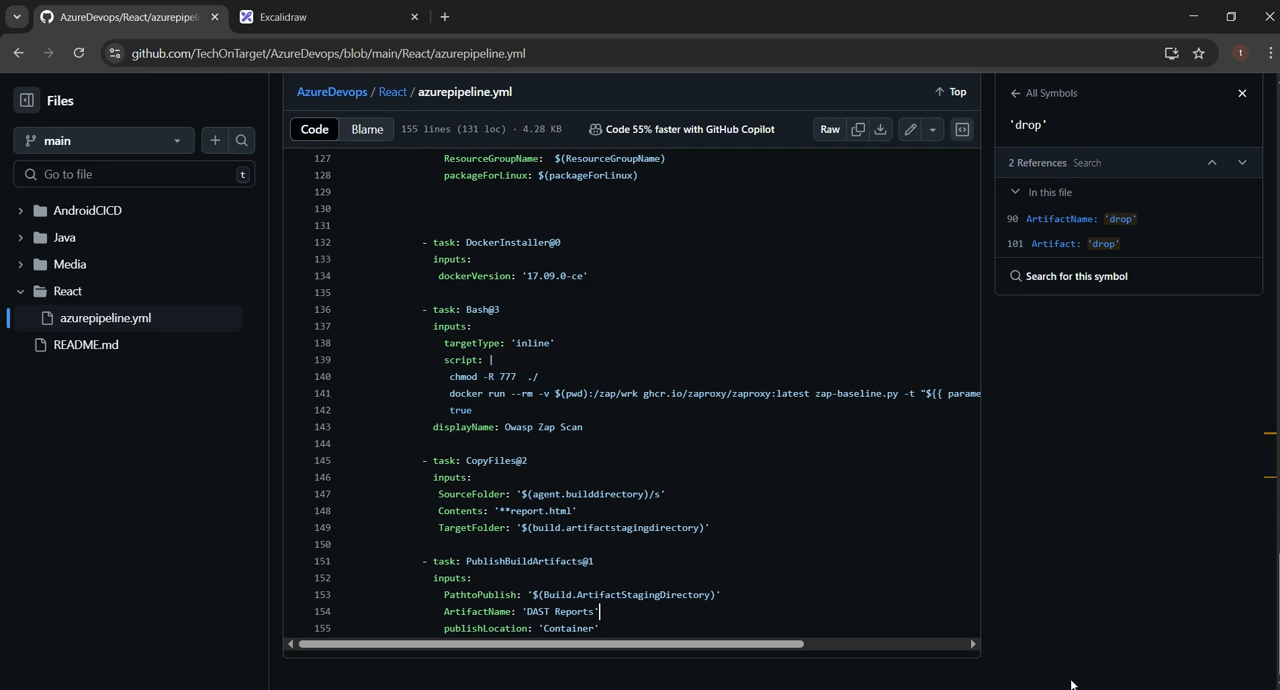 AzureDevops/React/azurepipeli
Excalidraw
github.com/TechOnTarget/AzureDevops/blob/main/React/azurepipeline.yml
t
Files
main
Go to file
t
AndroidCICD
Java
Media
React
azurepipeline.yml
README.md
AzureDevops / React / azurepipeline.yml
Top
Code
Blame
155 lines (131 loc) · 4.28 KB
Code 55% faster with GitHub Copilot
Raw
127 ResourceGroupName: $(ResourceGroupName)
128 packageForLinux: $(packageForLinux)
129
130
131
132 - task: DockerInstaller@0
133 inputs:
134 dockerVersion: '17.09.0-ce'
135
136 - task: Bash@3
137 inputs:
138 targetType: 'inline'
139 script: |
140 chmod -R 777 ./
141 docker run --rm -v $(pwd):/zap/wrk ghcr.io/zaproxy/zaproxy:latest zap-baseline.py -t "${{ parame
142 true
143 displayName: Owasp Zap Scan
144
145 - task: CopyFiles@2
146 inputs:
147 SourceFolder: '$(agent.builddirectory)/s'
148 Contents: '**report.html'
149 TargetFolder: '$(build.artifactstagingdirectory)'
150
151 - task: PublishBuildArtifacts@1
152 inputs:
153 PathtoPublish: '$(Build.ArtifactStagingDirectory)'
154 ArtifactName: 'DAST Reports'
155 publishLocation: 'Container'
All Symbols
'drop'
2 References Search
In this file
90 ArtifactName: 'drop'
101 Artifact: 'drop'
Search for this symbol